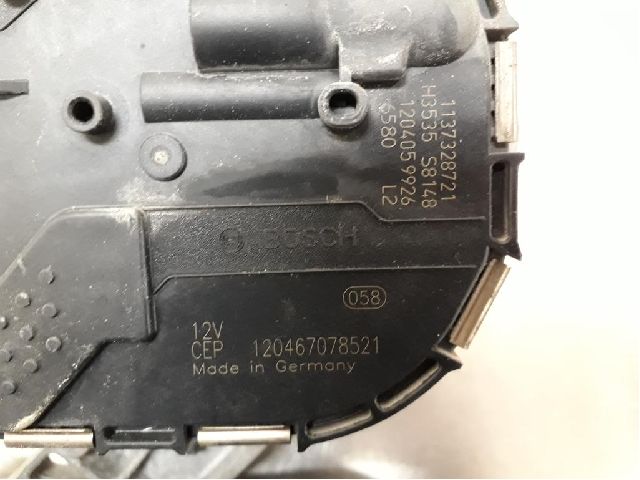 1137328721
H3535 S8148
1204059926
6580 L2
BOSCH
058
12V
CEP 120467078521
Made in Germany